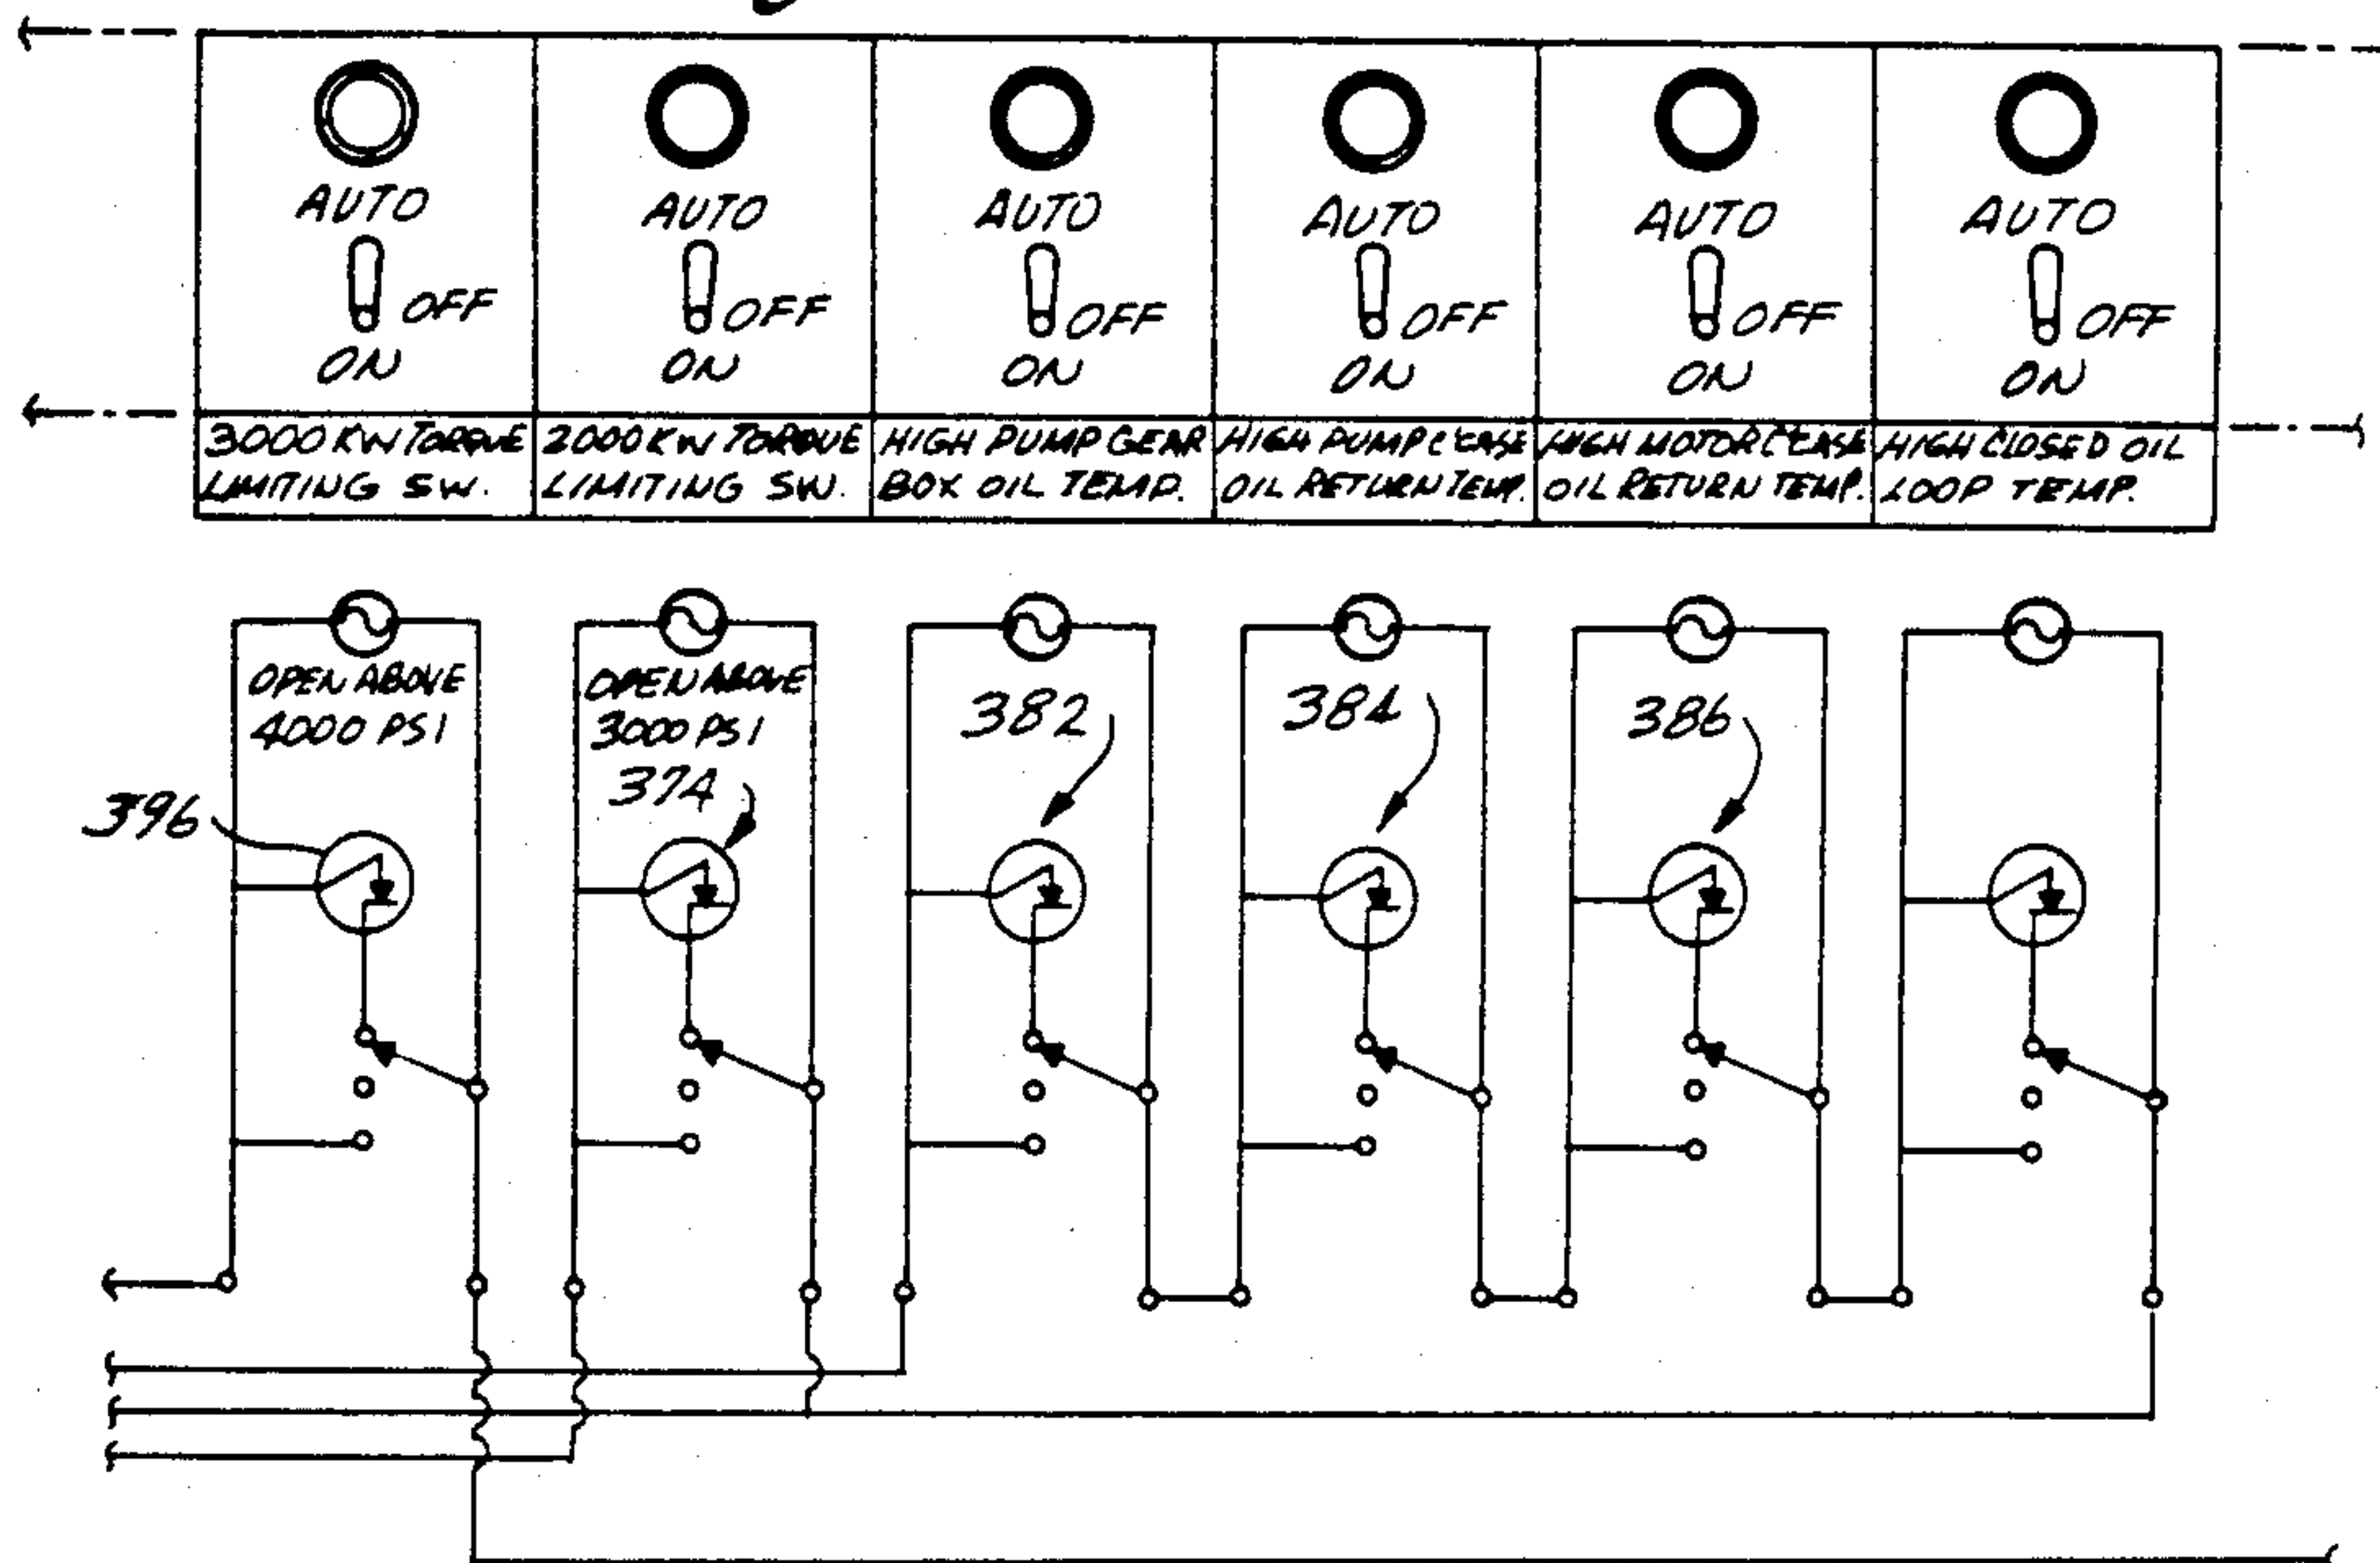 AUTO AUTO AUTO AUTO AUTO AUTO
OFF OFF OFF OFF OFF OFF
ON ON ON ON ON ON
3000 KW TORQUE
LIMITING SW.
2000 KW TORQUE
LIMITING SW.
HIGH PUMP GEAR
BOX OIL TEMP.
HIGH PUMP C'CASE
OIL RETURN TEMP.
HIGH MOTOR C'CASE
OIL RETURN TEMP.
HIGH CLOSED OIL
LOOP TEMP.
OPEN ABOVE
4000 PSI
396
OPEN ABOVE
3000 PSI
374
382
384
386